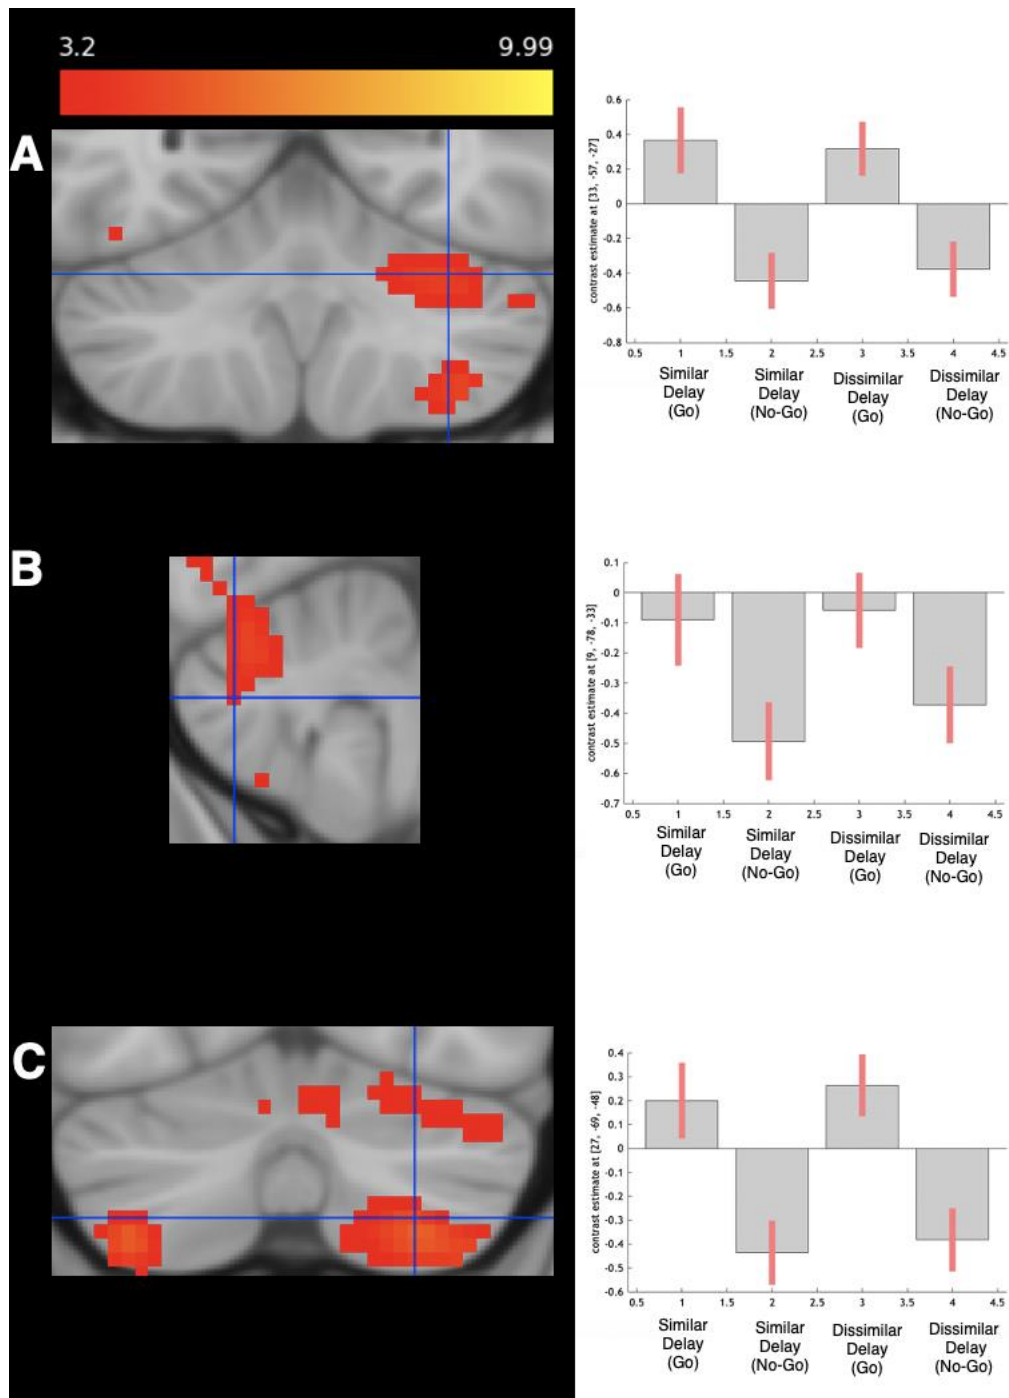 3.2 9.99
A
contrast estimate at [33, -57, -27]
0.6
0.4
0.2
0
-0.2
-0.4
-0.6
-0.8
0.5 1 1.5 2 2.5 3 3.5 4 4.5
Similar Delay (Go)
Similar Delay (No-Go)
Dissimilar Delay (Go)
Dissimilar Delay (No-Go)
B
contrast estimate at [9, -78, -33]
0.1
0
-0.1
-0.2
-0.3
-0.4
-0.5
-0.6
-0.7
0.5 1 1.5 2 2.5 3 3.5 4 4.5
Similar Delay (Go)
Similar Delay (No-Go)
Dissimilar Delay (Go)
Dissimilar Delay (No-Go)
C
contrast estimate at [27, -69, -48]
0.4
0.3
0.2
0.1
0
-0.1
-0.2
-0.3
-0.4
-0.5
-0.6
0.5 1 1.5 2 2.5 3 3.5 4 4.5
Similar Delay (Go)
Similar Delay (No-Go)
Dissimilar Delay (Go)
Dissimilar Delay (No-Go)